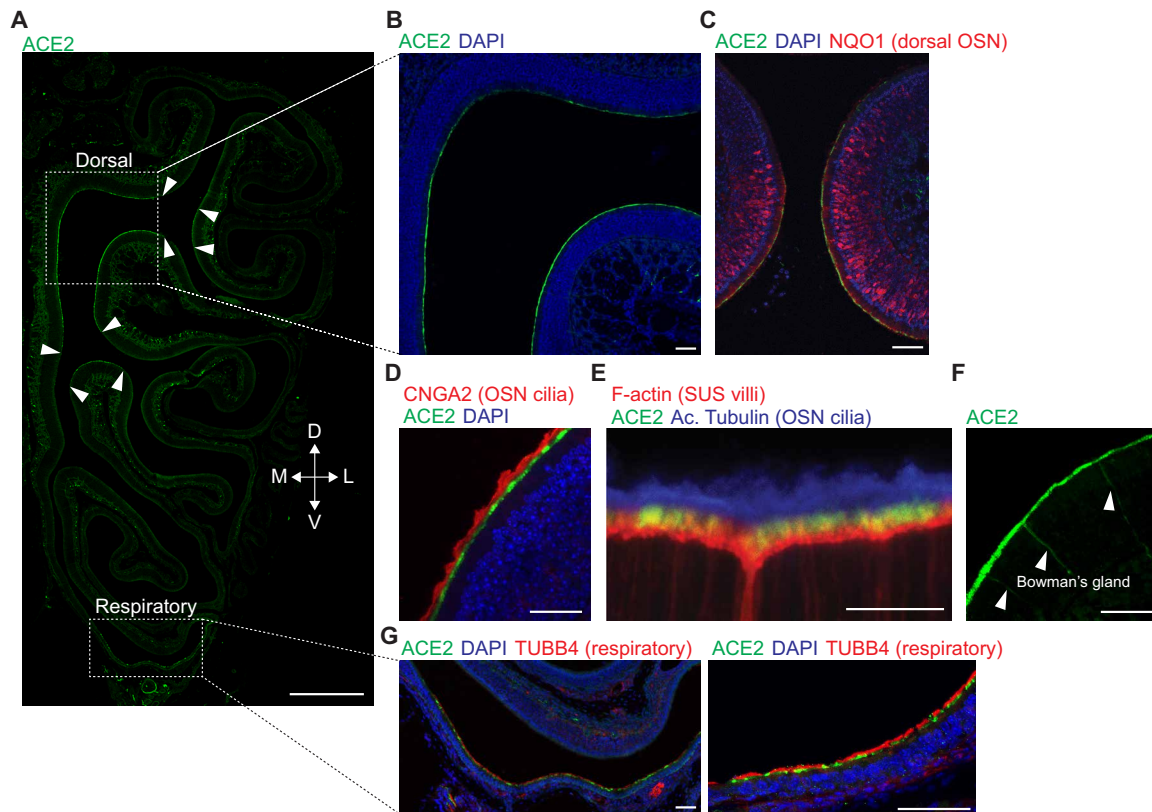 A
ACE2
Dorsal
D
M L
V
Respiratory
B
ACE2 DAPI
C
ACE2 DAPI NQO1 (dorsal OSN)
D
CNGA2 (OSN cilia)
ACE2 DAPI
E
F-actin (SUS villi)
ACE2 Ac. Tubulin (OSN cilia)
F
ACE2
Bowman's gland
G
ACE2 DAPI TUBB4 (respiratory)
ACE2 DAPI TUBB4 (respiratory)